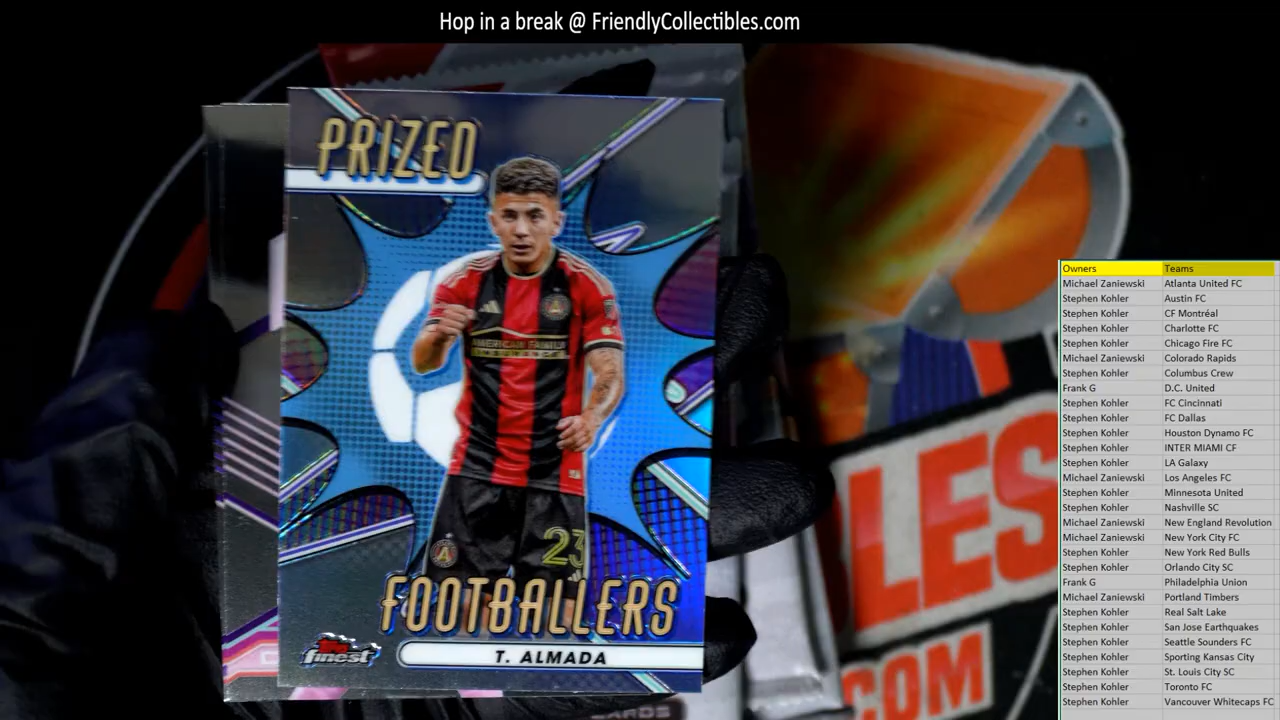 Hop in a break @ FriendlyCollectibles.com
PRIZED
AMERICAN FAMILY
INSURANCE
23
FOOTBALLERS
Topps
finest
T. ALMADA
LES
.COM
CARDS
Owners Teams
Michael Zaniewski Atlanta United FC
Stephen Kohler Austin FC
Stephen Kohler CF Montréal
Stephen Kohler Charlotte FC
Stephen Kohler Chicago Fire FC
Michael Zaniewski Colorado Rapids
Stephen Kohler Columbus Crew
Frank G D.C. United
Stephen Kohler FC Cincinnati
Stephen Kohler FC Dallas
Stephen Kohler Houston Dynamo FC
Stephen Kohler INTER MIAMI CF
Stephen Kohler LA Galaxy
Michael Zaniewski Los Angeles FC
Stephen Kohler Minnesota United
Stephen Kohler Nashville SC
Michael Zaniewski New England Revolution
Michael Zaniewski New York City FC
Stephen Kohler New York Red Bulls
Stephen Kohler Orlando City SC
Frank G Philadelphia Union
Michael Zaniewski Portland Timbers
Stephen Kohler Real Salt Lake
Stephen Kohler San Jose Earthquakes
Stephen Kohler Seattle Sounders FC
Stephen Kohler Sporting Kansas City
Stephen Kohler St. Louis City SC
Stephen Kohler Toronto FC
Stephen Kohler Vancouver Whitecaps FC